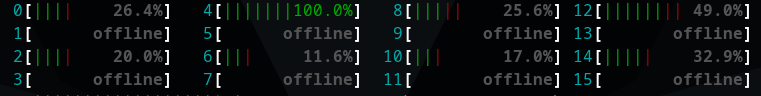 0[||||     26.4%] 4[|||||||100.0%] 8[|||||    25.6%] 12[||||||||  49.0%]
1[       offline] 5[      offline] 9[      offline] 13[       offline]
2[||||     20.0%] 6[|||     11.6%] 10[|||     17.0%] 14[|||||    32.9%]
3[       offline] 7[      offline] 11[     offline] 15[       offline]